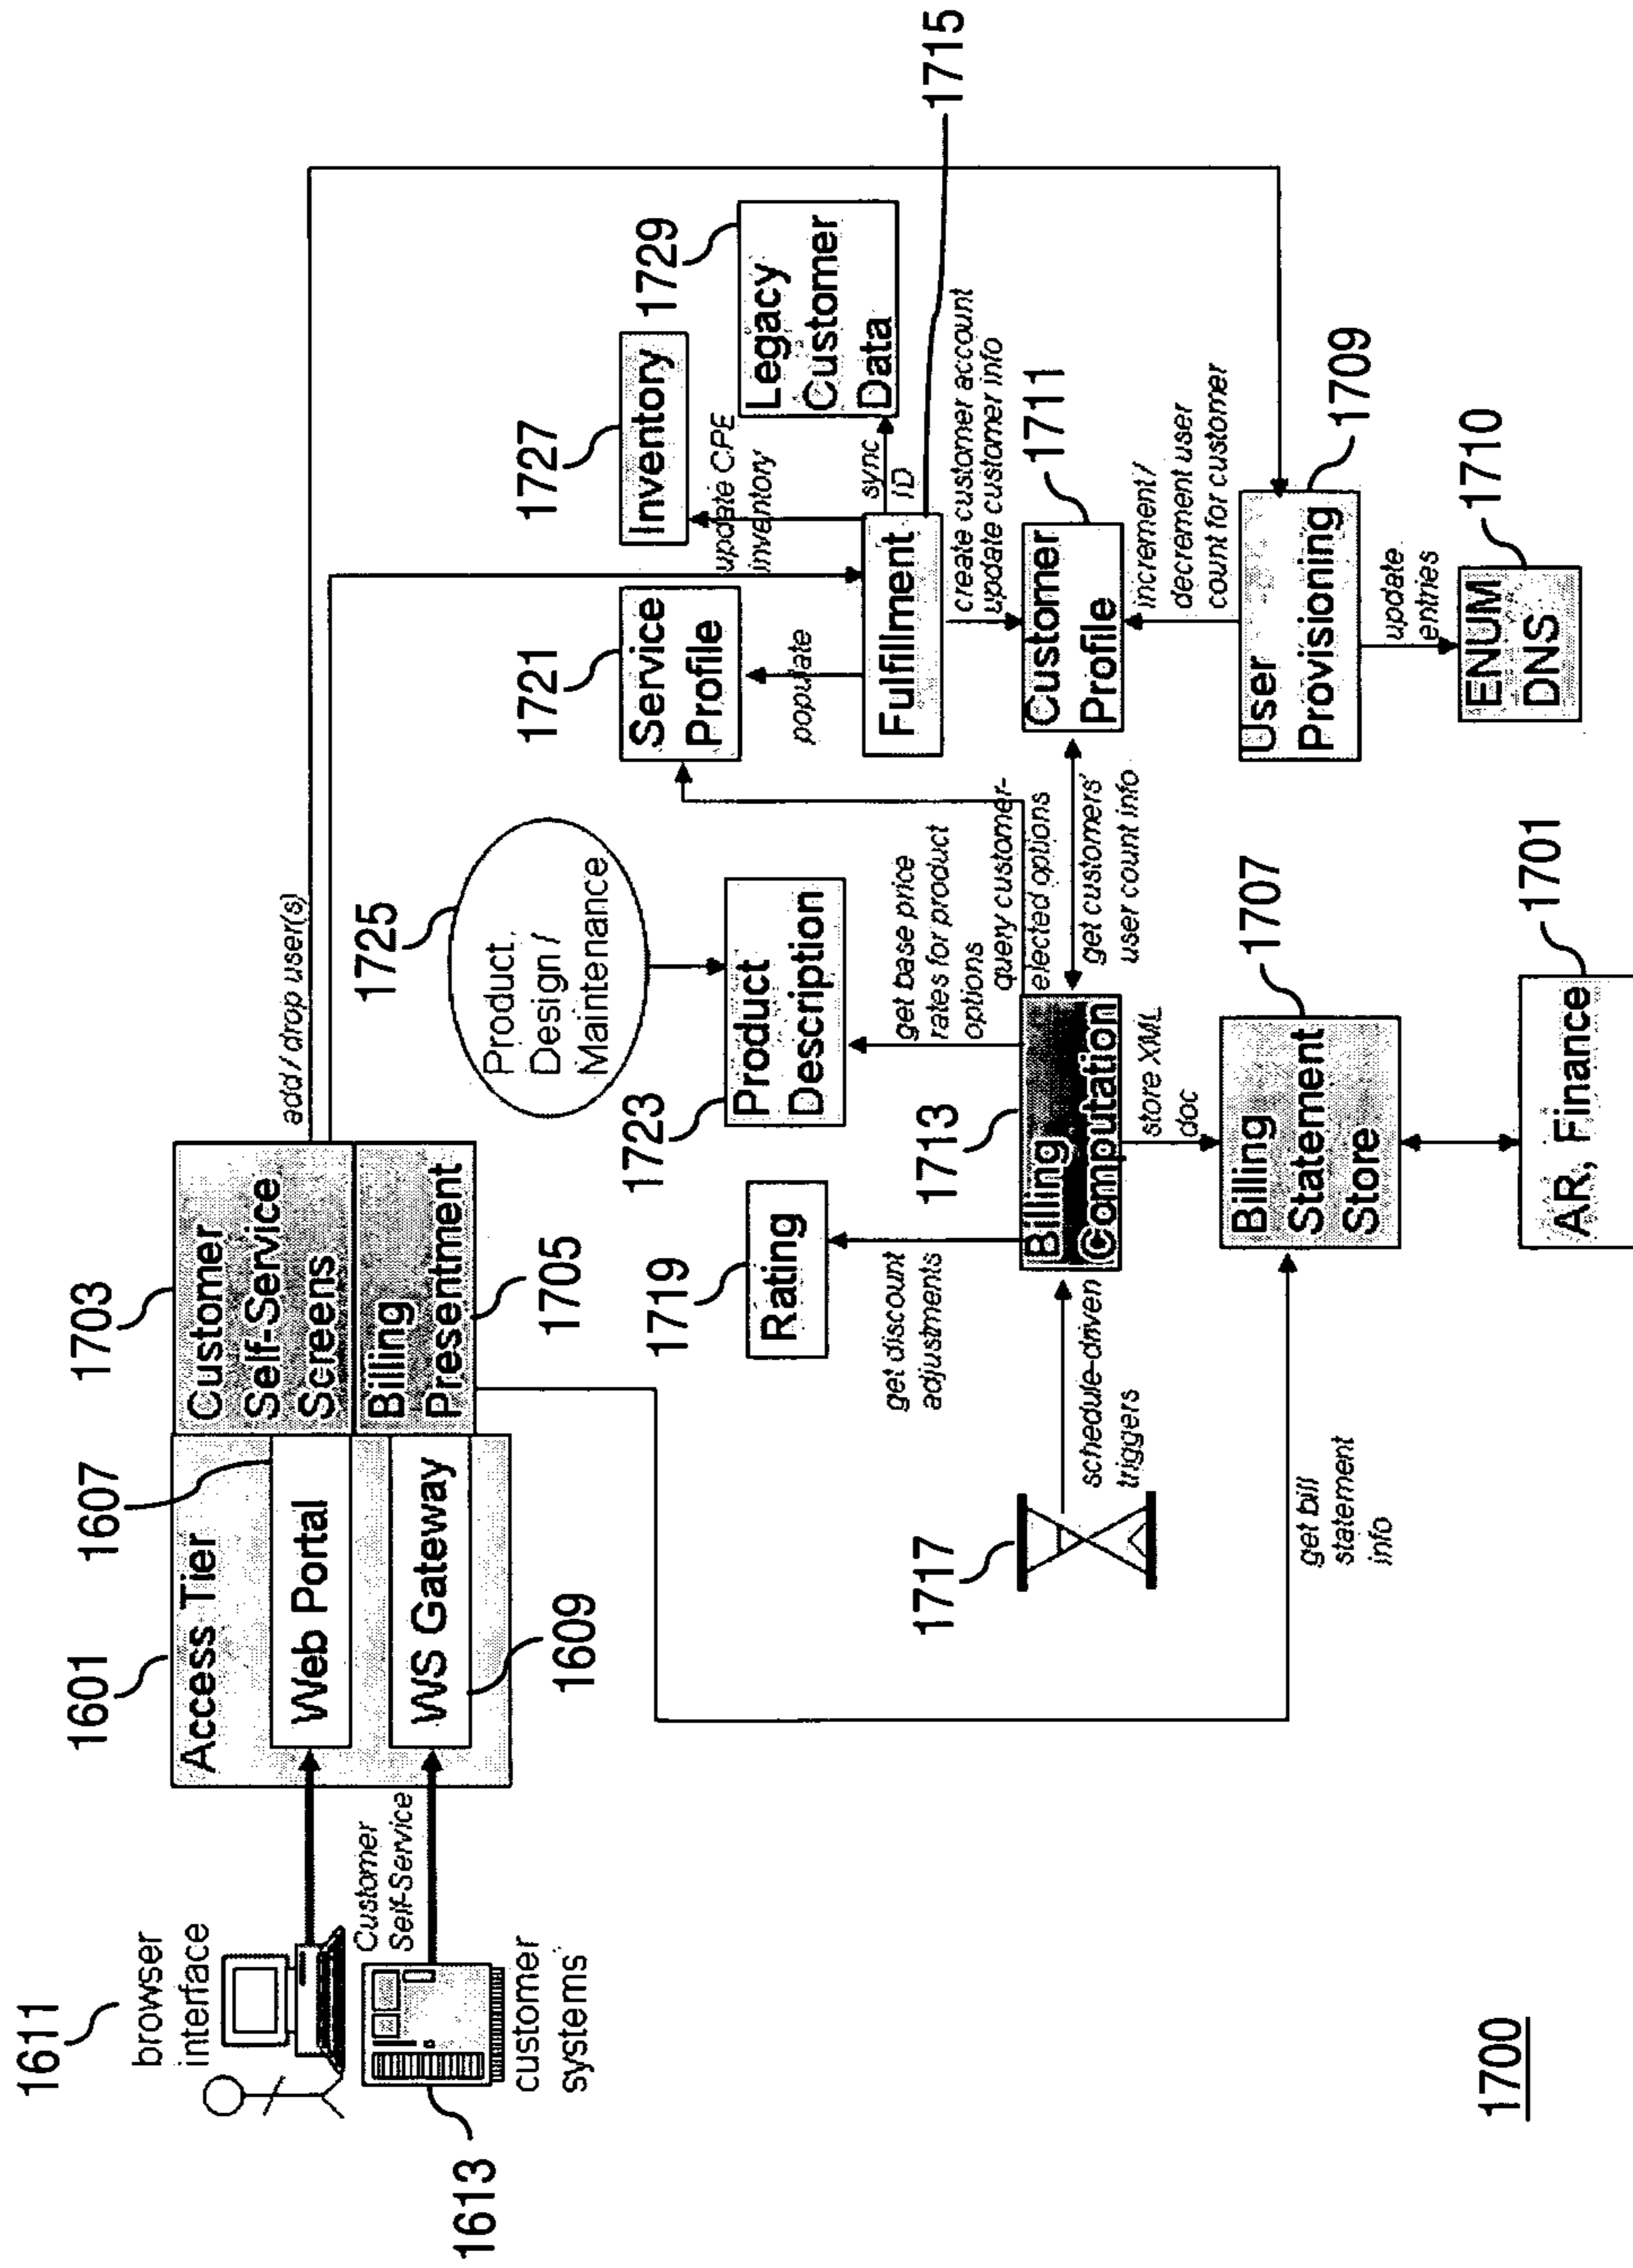 1611
browser
interface
1613
customer
systems
Customer
Self-Service
1601
Access Tier
1607
Web Portal
WS Gateway
1609
1703
Customer
Self-Service
Screens
Billing
Presentment
1705
add / drop user(s)
1725
Product
Design /
Maintenance
1721
Service
Profile
1727
Inventory
1729
Legacy
Customer
Data
update CPE
inventory
populate
sync
ID
Fulfillment
1715
1723
Product
Description
1719
Rating
get discount
adjustments
get base price
rates for product
options
query customer-
elected options
create customer account
update customer info
1717
schedule-driven
triggers
1713
Billing
Computation
get customers'
user count info
Customer
Profile
1711
increment /
decrement user
count for customer
store XML
doc
get bill
statement
info
Billing
Statement
Store
1707
User
Provisioning
1709
update
entries
ENUM
DNS
1710
AR, Finance
1701
1700